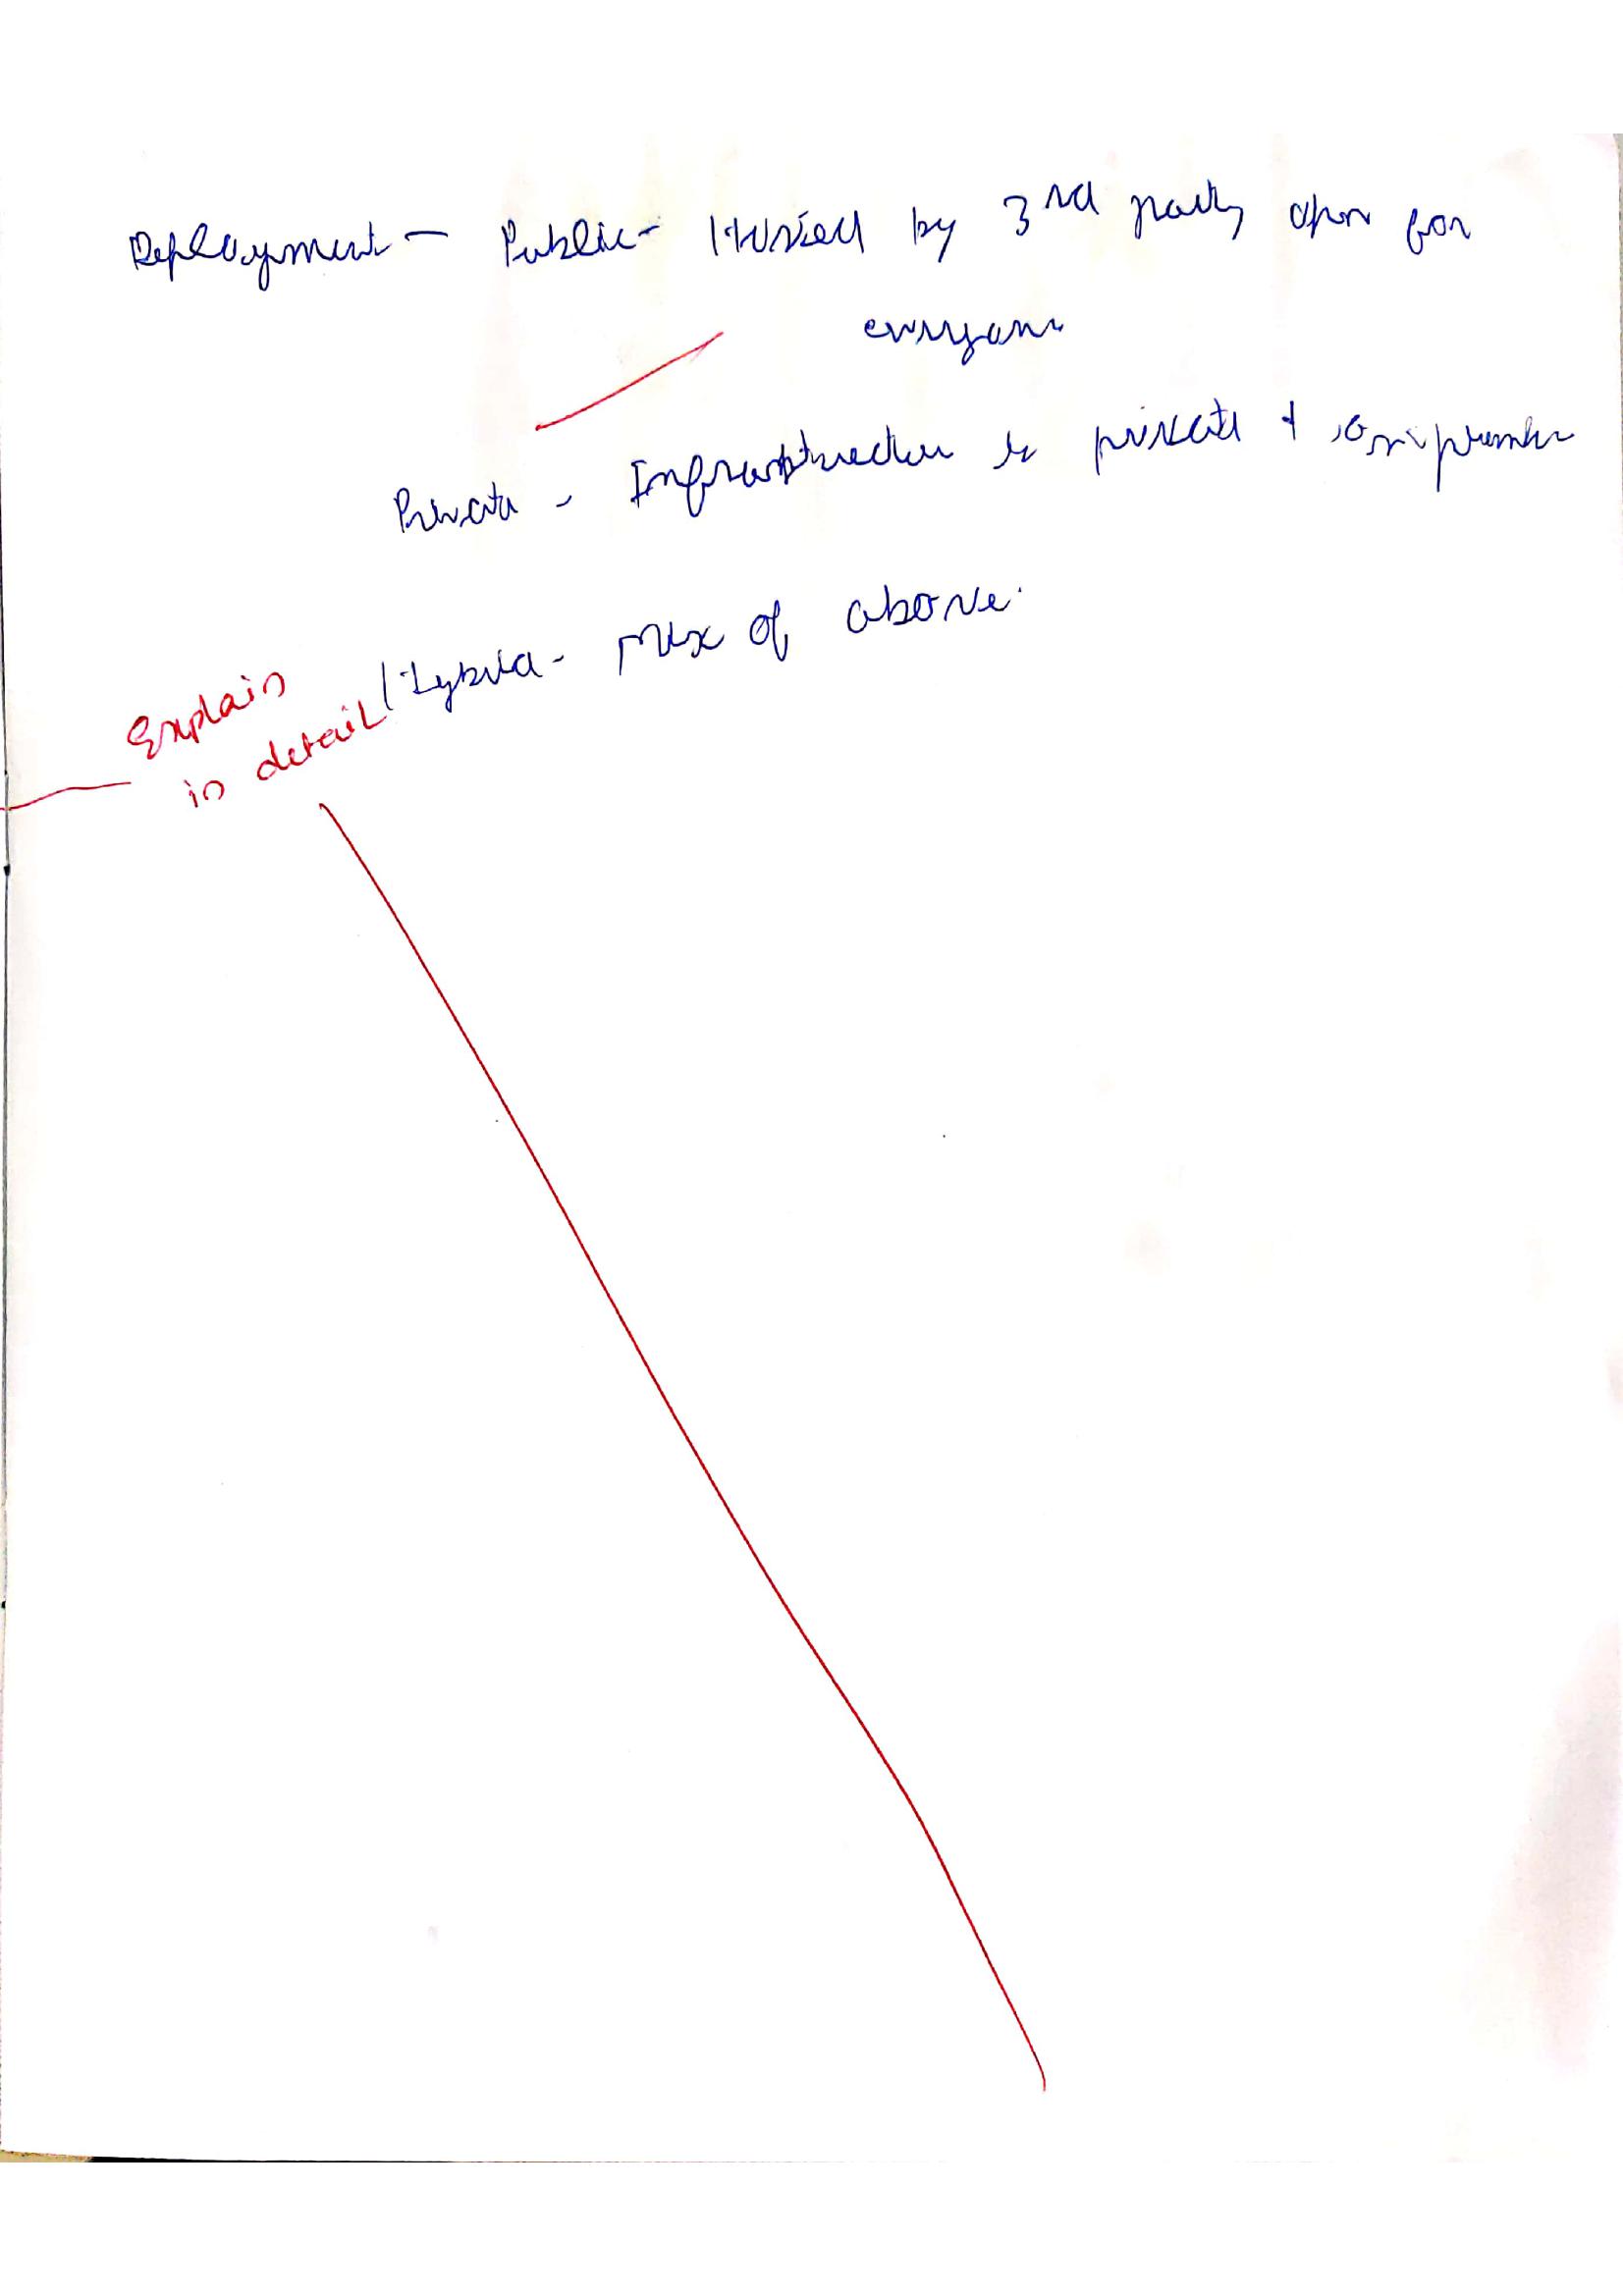 Deployment - Public - Hosted by 3rd party open for
everyone
Private - Infrastructure is private & on-premise
Hybrid - Mix of above.
Explain
in detail